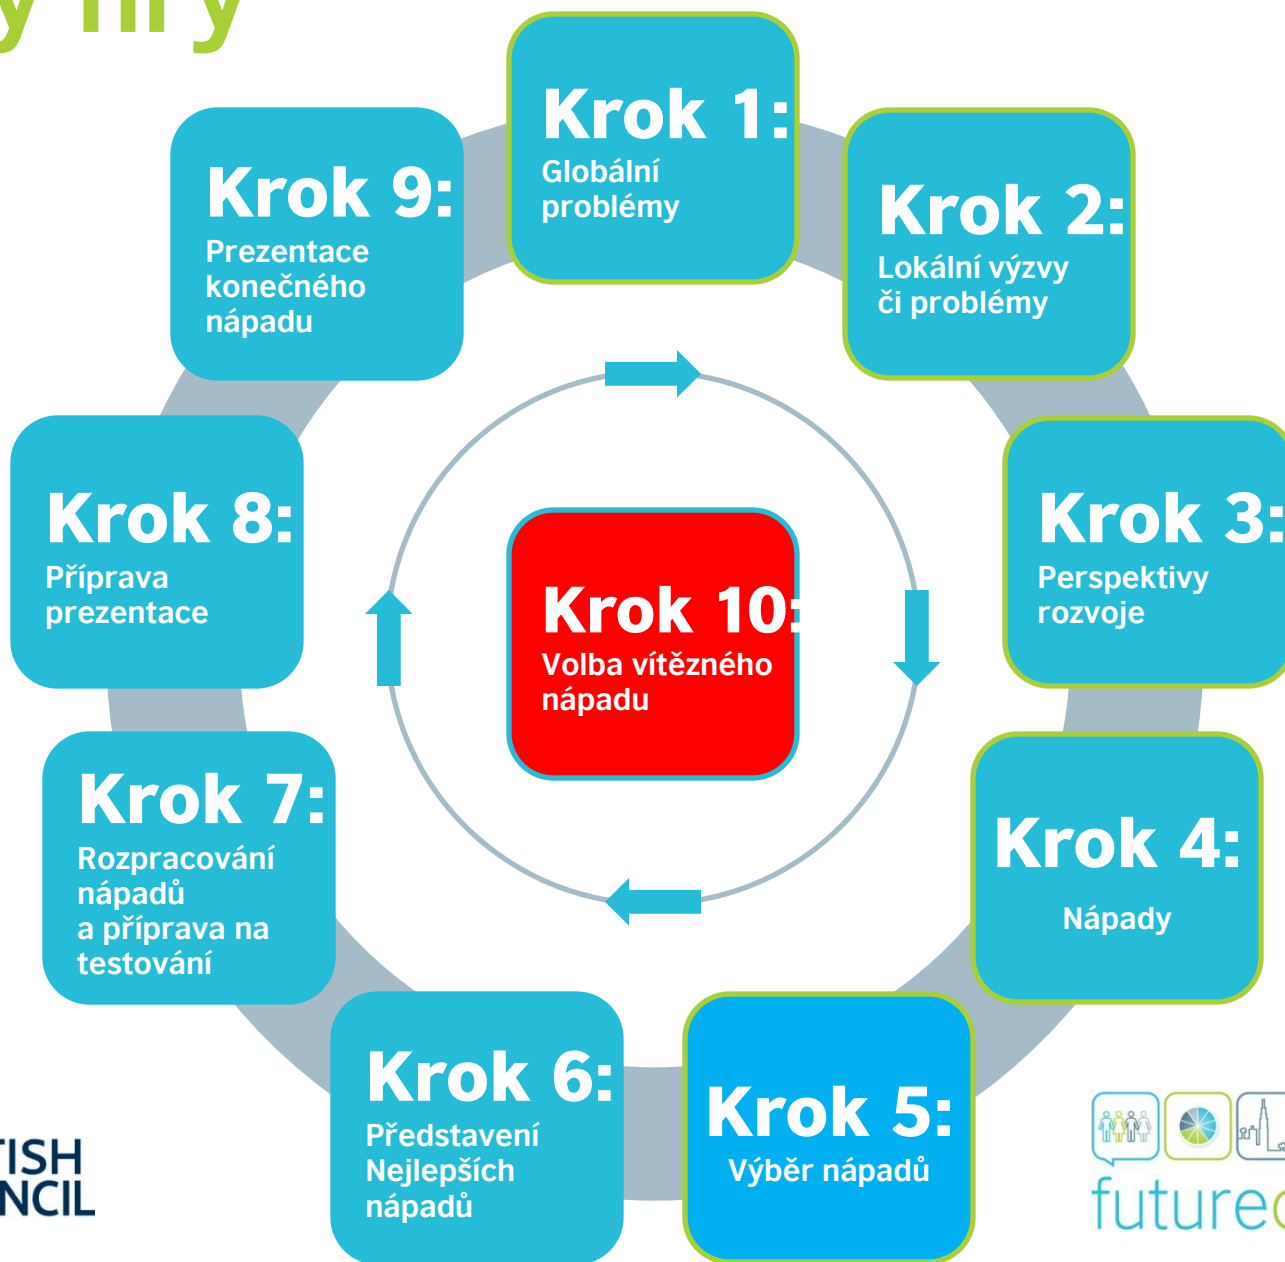 y hry
Krok 1:
Globální
problémy
Krok 2:
Lokální výzvy
či problémy
Krok 3:
Perspektivy
rozvoje
Krok 4:
Nápady
Krok 5:
Výběr nápadů
Krok 6:
Představení
Nejlepších
nápadů
Krok 7:
Rozpracování
nápadů
a příprava na
testování
Krok 8:
Příprava
prezentace
Krok 9:
Prezentace
konečného
nápadu
Krok 10:
Volba vítězného
nápadu
TISH
NCIL
future